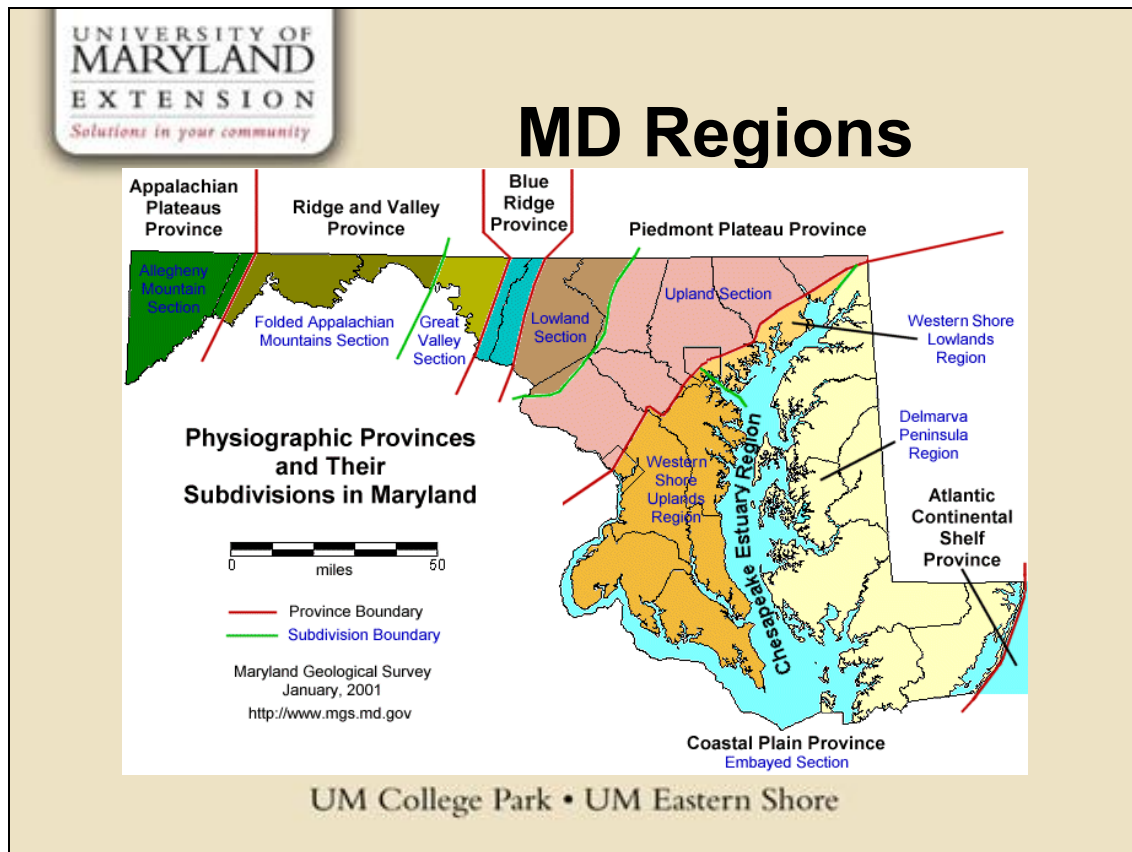 UNIVERSITY OF
MARYLAND
EXTENSION
Solutions in your community
MD Regions
Appalachian
Plateaus
Province
Ridge and Valley
Province
Blue
Ridge
Province
Piedmont Plateau Province
Allegheny
Mountain
Section
Folded Appalachian
Mountains Section
Great
Valley
Section
Lowland
Section
Upland Section
Western Shore
Lowlands
Region
Delmarva
Peninsula
Region
Western
Shore
Uplands
Region
Chesapeake Estuary Region
Atlantic
Continental
Shelf
Province
Physiographic Provinces
and Their
Subdivisions in Maryland
0 50
miles
Province Boundary
Subdivision Boundary
Maryland Geological Survey
January, 2001
http://www.mgs.md.gov
Coastal Plain Province
Embayed Section
UM College Park • UM Eastern Shore